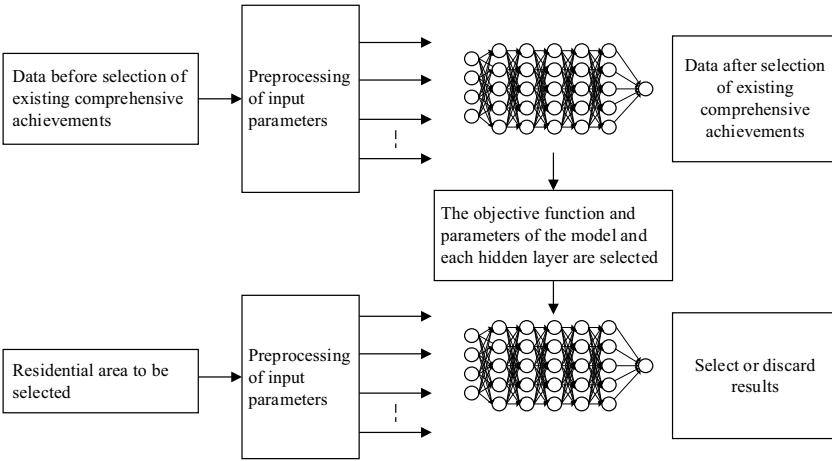 Data before selection of
existing comprehensive
achievements
Preprocessing
of input
parameters
Data after selection
of existing
comprehensive
achievements
The objective function and
parameters of the model and
each hidden layer are selected
Residential area to be
selected
Preprocessing
of input
parameters
Select or discard
results